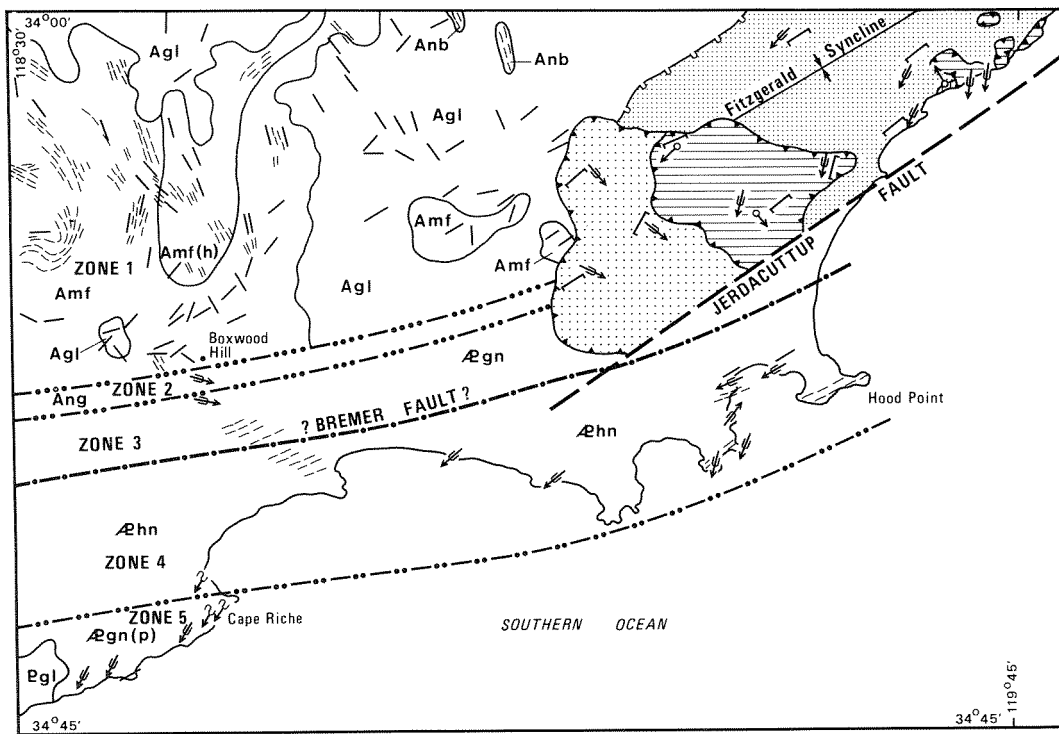 34°00'
118°30'
Agl
Anb
Anb
Agl
Fitzgerald Syncline
Amf
Amf(h)
ZONE 1
Amf
Amf
Agl
JERDACUTTUP FAULT
Agl
Boxwood
Hill
Ang
ZONE 2
Ægn
? BREMER FAULT ?
Hood Point
ZONE 3
Æhn
Æhn
ZONE 4
ZONE 5
Cape Riche
Ægn(p)
SOUTHERN OCEAN
Pgl
34°45'
34°45'
119°45'